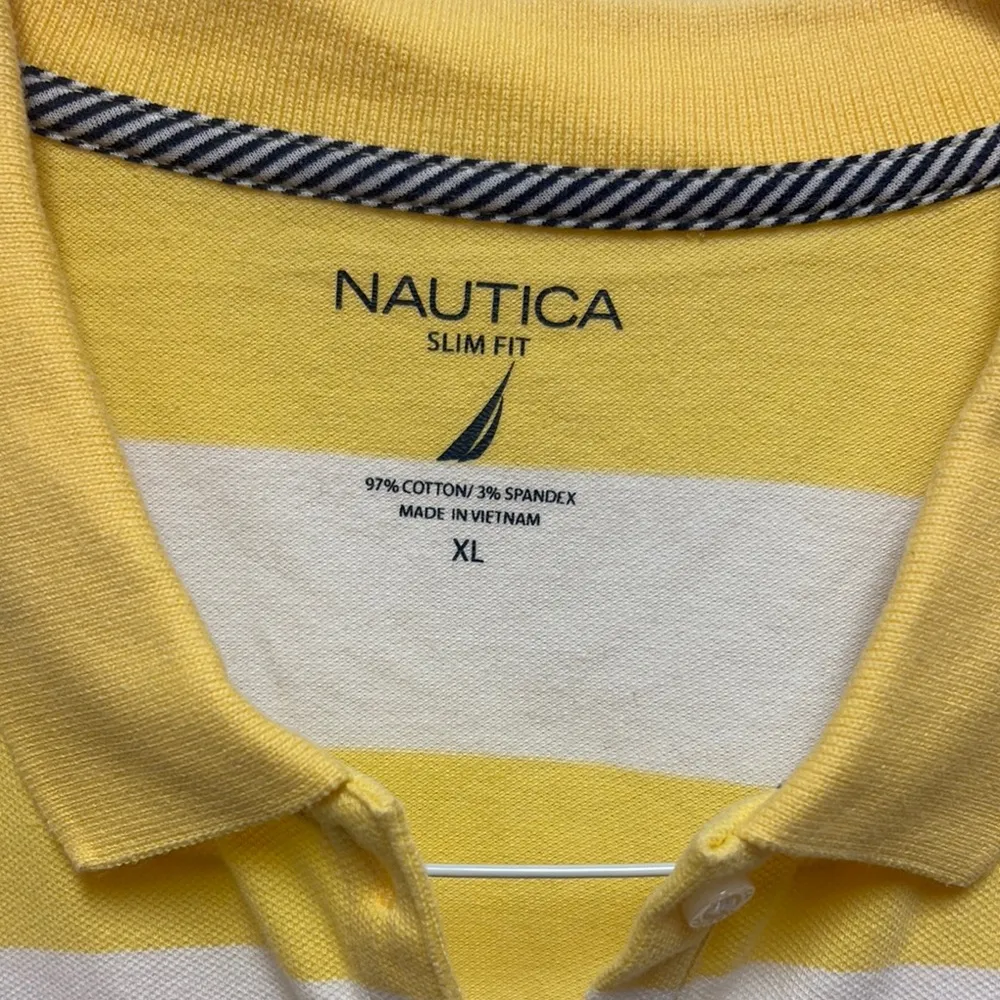 NAUTICA
SLIM FIT
97% COTTON/ 3% SPANDEX
MADE IN VIETNAM
XL